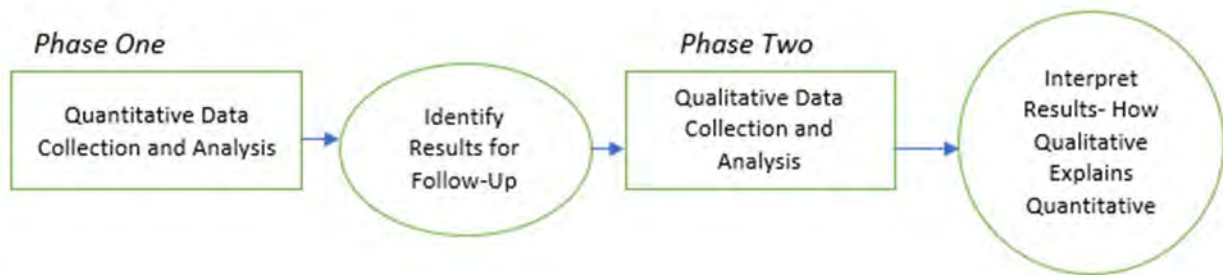 Phase One
Quantitative Data
Collection and Analysis
Identify
Results for
Follow-Up
Phase Two
Qualitative Data
Collection and
Analysis
Interpret
Results- How
Qualitative
Explains
Quantitative